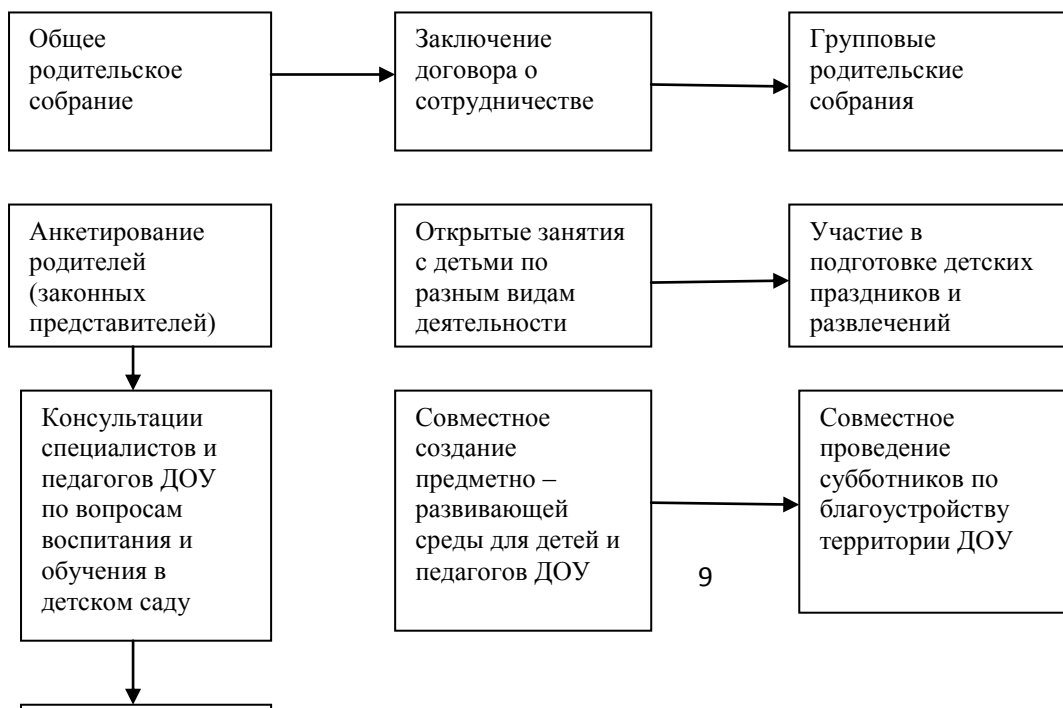 Общее
родительское
собрание
Заключение
договора о
сотрудничестве
Групповые
родительские
собрания
Анкетирование
родителей
(законных
представителей)
Открытые занятия
с детьми по
разным видам
деятельности
Участие в
подготовке детских
праздников и
развлечений
Консультации
специалистов и
педагогов ДОУ
по вопросам
воспитания и
обучения в
детском саду
Совместное
создание
предметно –
развивающей
среды для детей и
педагогов ДОУ
Совместное
проведение
субботников по
благоустройству
территории ДОУ
9